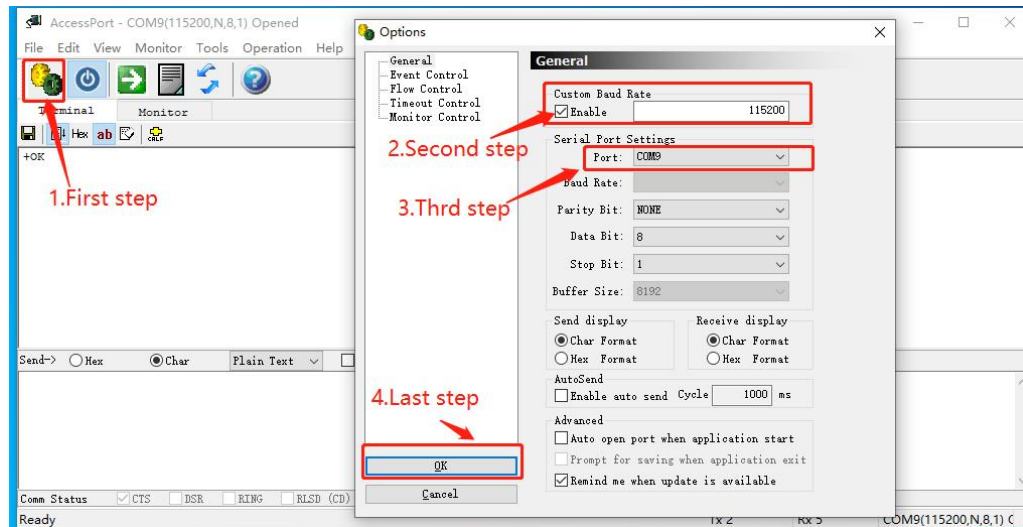 AccessPort - COM9(115200,N,8,1) Opened
File Edit View Monitor Tools Operation Help
Terminal Monitor
Hex ab
+OK
1.First step
Send-> Hex Char Plain Text
Comm Status CTS DSR RING RLSD (CD)
Ready Tx 2 Rx 5 COM9(115200,N,8,1) C
Options
General
Event Control
Flow Control
Timeout Control
Monitor Control
General
Custom Baud Rate
Enable 115200
2.Second step
Serial Port Settings
Port: COM9
3.Thrd step
Baud Rate:
Parity Bit: NONE
Data Bit: 8
Stop Bit: 1
Buffer Size: 8192
Send display Receive display
Char Format Char Format
Hex Format Hex Format
AutoSend
Enable auto send Cycle 1000 ms
4.Last step
Advanced
Auto open port when application start
Prompt for saving when application exit
Remind me when update is available
OK
Cancel